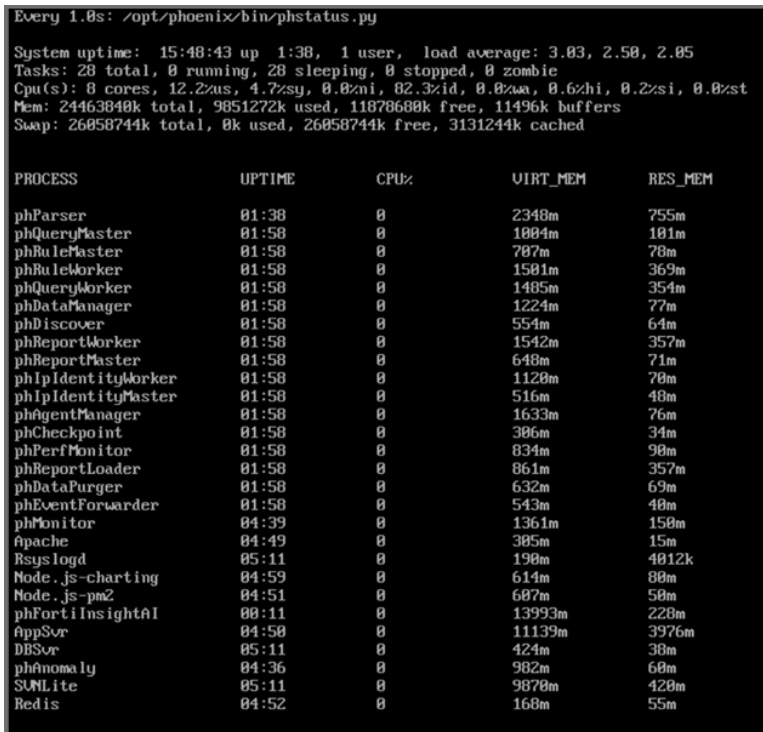 Every 1.0s: /opt/phoenix/bin/phstatus.py
System uptime:  15:48:43 up  1:38,  1 user,  load average: 3.03, 2.50, 2.05
Tasks: 28 total, 0 running, 28 sleeping, 0 stopped, 0 zombie
Cpu(s): 8 cores, 12.2%us, 4.7%sy, 0.0%ni, 82.3%id, 0.0%wa, 0.6%hi, 0.2%si, 0.0%st
Mem: 24463840k total, 9851272k used, 11878680k free, 11496k buffers
Swap: 26058744k total, 0k used, 26058744k free, 3131244k cached
PROCESS UPTIME CPU% VIRT_MEM RES_MEM
phParser 01:38 0 2348m 755m
phQueryMaster 01:58 0 1004m 101m
phRuleMaster 01:58 0 707m 78m
phRuleWorker 01:58 0 1501m 369m
phQueryWorker 01:58 0 1485m 354m
phDataManager 01:58 0 1224m 77m
phDiscover 01:58 0 554m 64m
phReportWorker 01:58 0 1542m 357m
phReportMaster 01:58 0 648m 71m
phIpIdentityWorker 01:58 0 1120m 70m
phIpIdentityMaster 01:58 0 516m 48m
phAgentManager 01:58 0 1633m 76m
phCheckpoint 01:58 0 306m 34m
phPerfMonitor 01:58 0 834m 90m
phReportLoader 01:58 0 861m 357m
phDataPurger 01:58 0 632m 69m
phEventForwarder 01:58 0 543m 40m
phMonitor 04:39 0 1361m 150m
Apache 04:49 0 305m 15m
Rsyslogd 05:11 0 190m 4012k
Node.js-charting 04:59 0 614m 80m
Node.js-pm2 04:51 0 607m 50m
phFortiInsightAI 00:11 0 13993m 228m
AppSvr 04:50 0 11139m 3976m
DBSvr 05:11 0 424m 38m
phAnomaly 04:36 0 982m 60m
SVNLite 05:11 0 9870m 420m
Redis 04:52 0 168m 55m